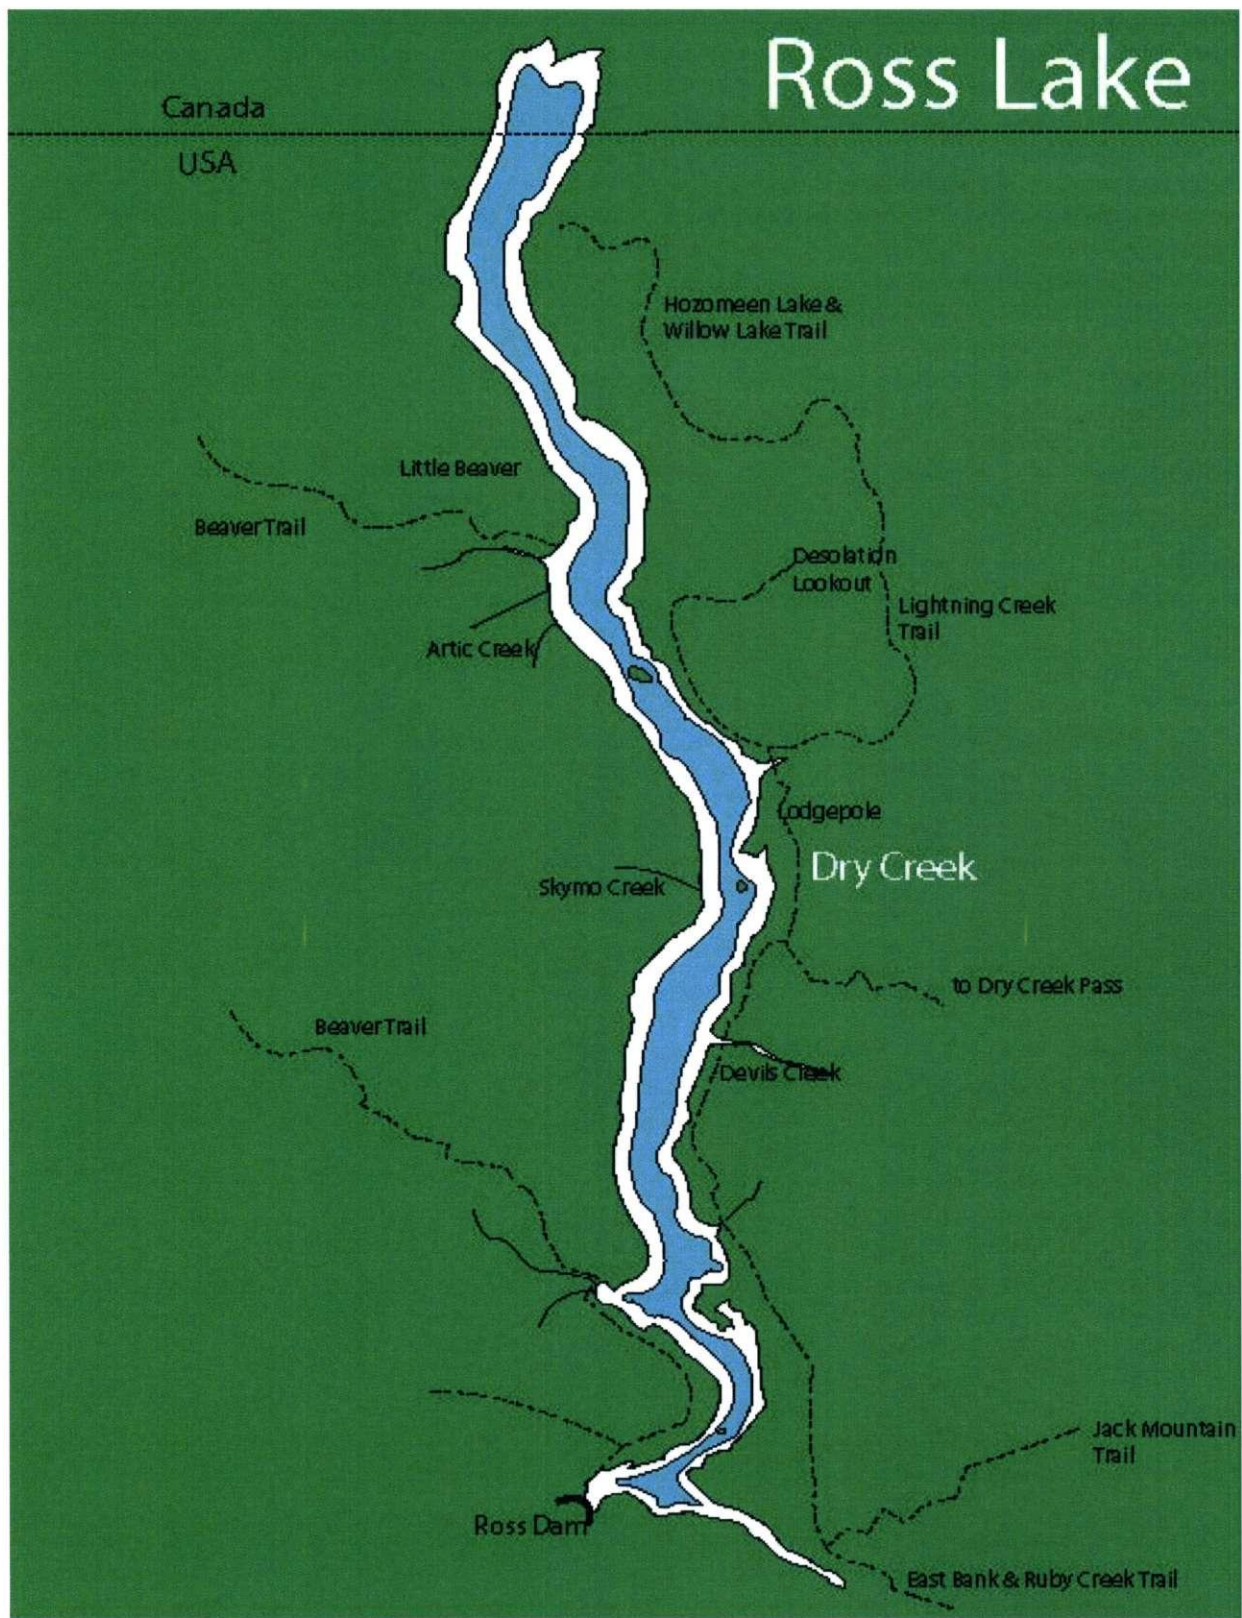 Ross Lake
Canada
USA
Hozomeen Lake &
Willow Lake Trail
Little Beaver
Beaver Trail
Desolation
Lookout
Lightning Creek
Trail
Artic Creek
Lodgepole
Dry Creek
Skymo Creek
to Dry Creek Pass
Beaver Trail
Devils Creek
Jack Mountain
Trail
Ross Dam
East Bank & Ruby Creek Trail